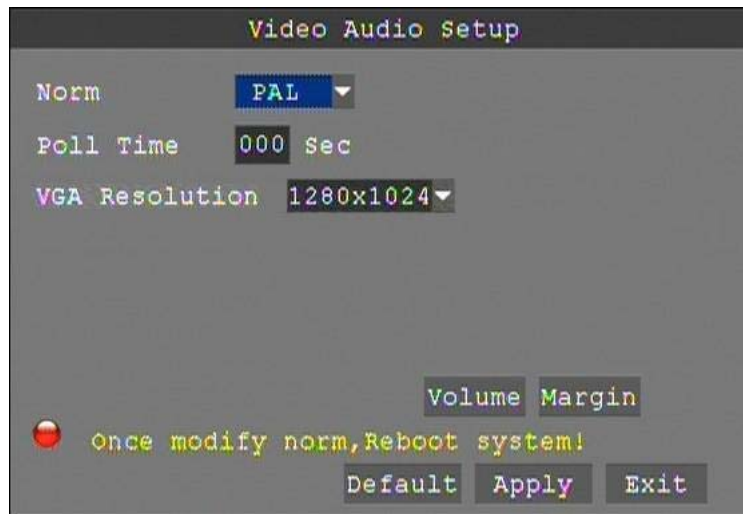 Video Audio Setup
Norm PAL
Poll Time 000 Sec
VGA Resolution 1280x1024
Volume Margin
Once modify norm,Reboot system!
Default Apply Exit